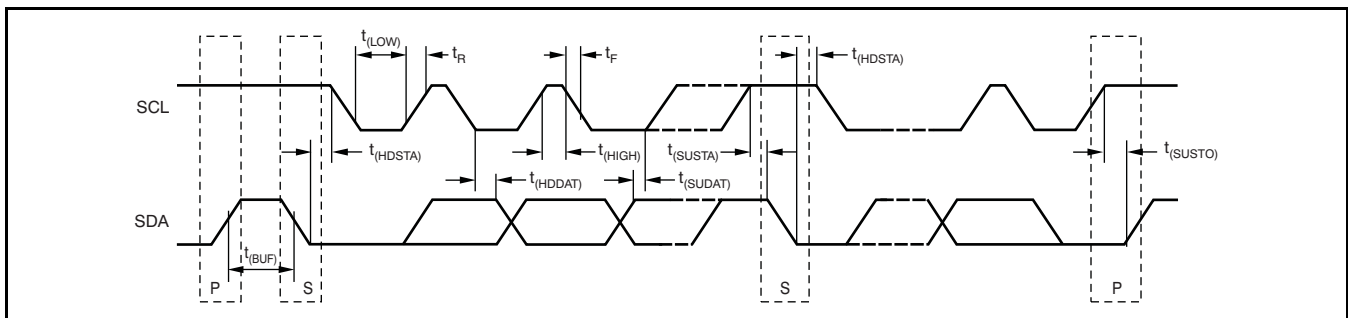 t(LOW)
tR
tF
t(HDSTA)
SCL
t(HDSTA)
t(HIGH)
t(SUSTA)
t(SUSTO)
t(HDDAT)
t(SUDAT)
SDA
t(BUF)
P
S
S
P